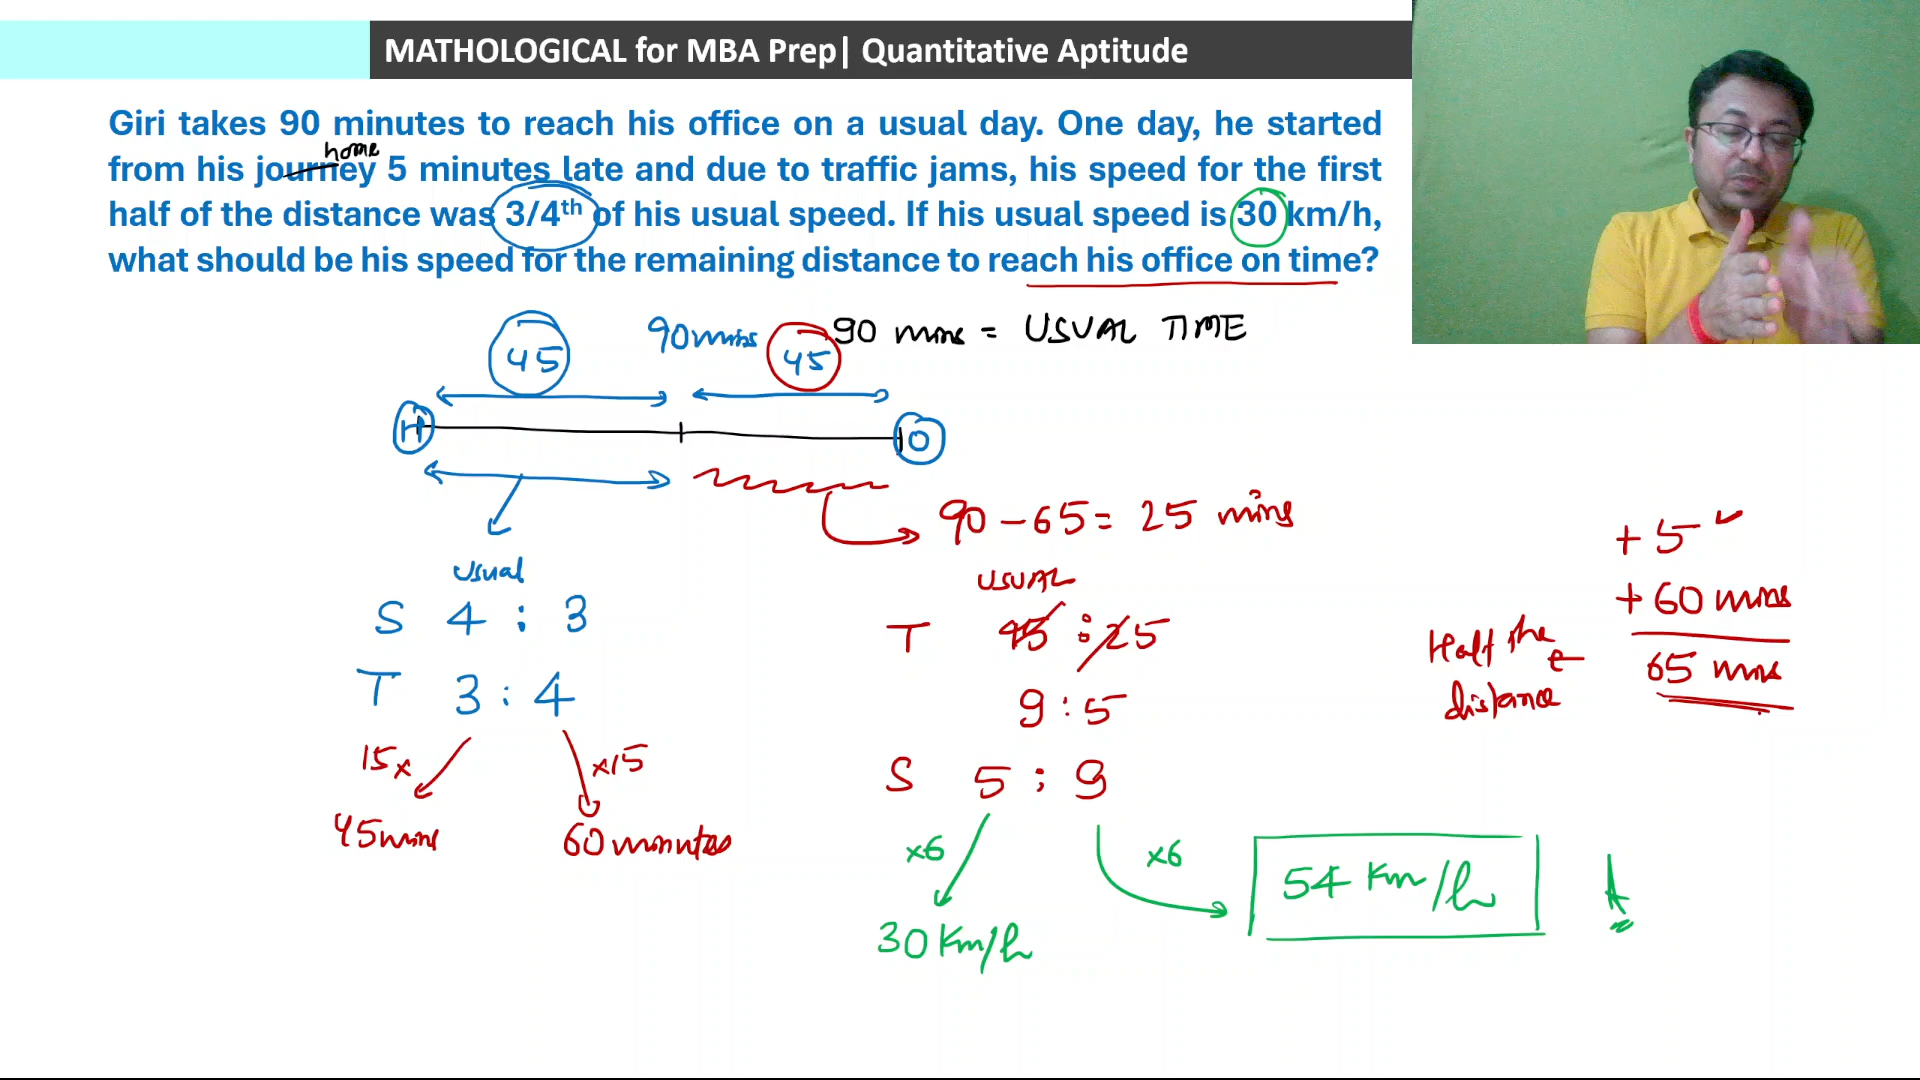 MATHOLOGICAL for MBA Prep| Quantitative Aptitude
Giri takes 90 minutes to reach his office on a usual day. One day, he started
home
from his journey 5 minutes late and due to traffic jams, his speed for the first
half of the distance was 3/4th of his usual speed. If his usual speed is 30 km/h,
what should be his speed for the remaining distance to reach his office on time?
45 90 mins 45 90 mins = USUAL TIME
H O
90 - 65 = 25 mins
+ 5 ✓
usual
USUAL
+ 60 mins
S 4 : 3
T 45 : 25
Half the distance
65 mins
T 3 : 4
9 : 5
15x x15
S 5 : 9
45 mins 60 minutes
x6 x6
54 Km/h
30 Km/h